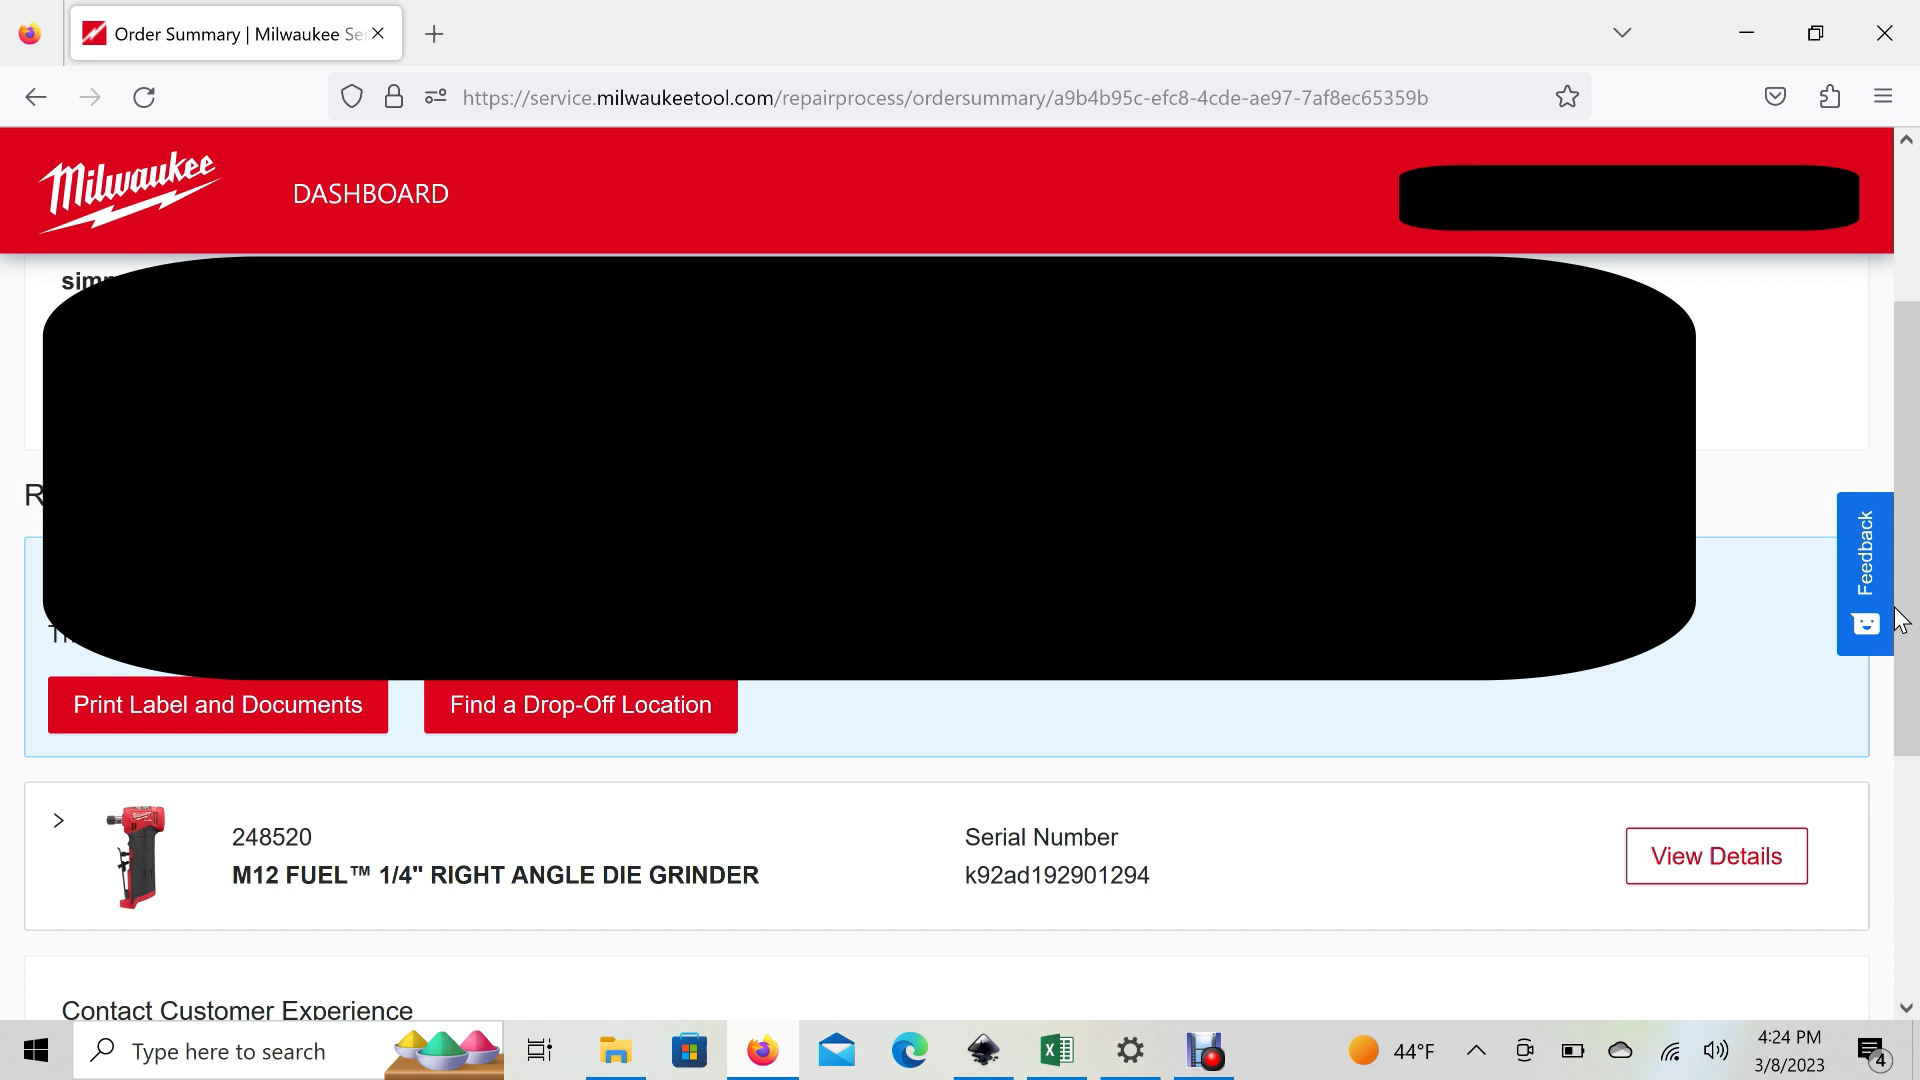 Order Summary | Milwaukee Se
https://service.milwaukeetool.com/repairprocess/ordersummary/a9b4b95c-efc8-4cde-ae97-7af8ec65359b
Milwaukee
DASHBOARD
Feedback
Print Label and Documents
Find a Drop-Off Location
248520
Serial Number
M12 FUEL™ 1/4" RIGHT ANGLE DIE GRINDER
k92ad192901294
View Details
Contact Customer Experience
Type here to search
44°F
4:24 PM
3/8/2023
4